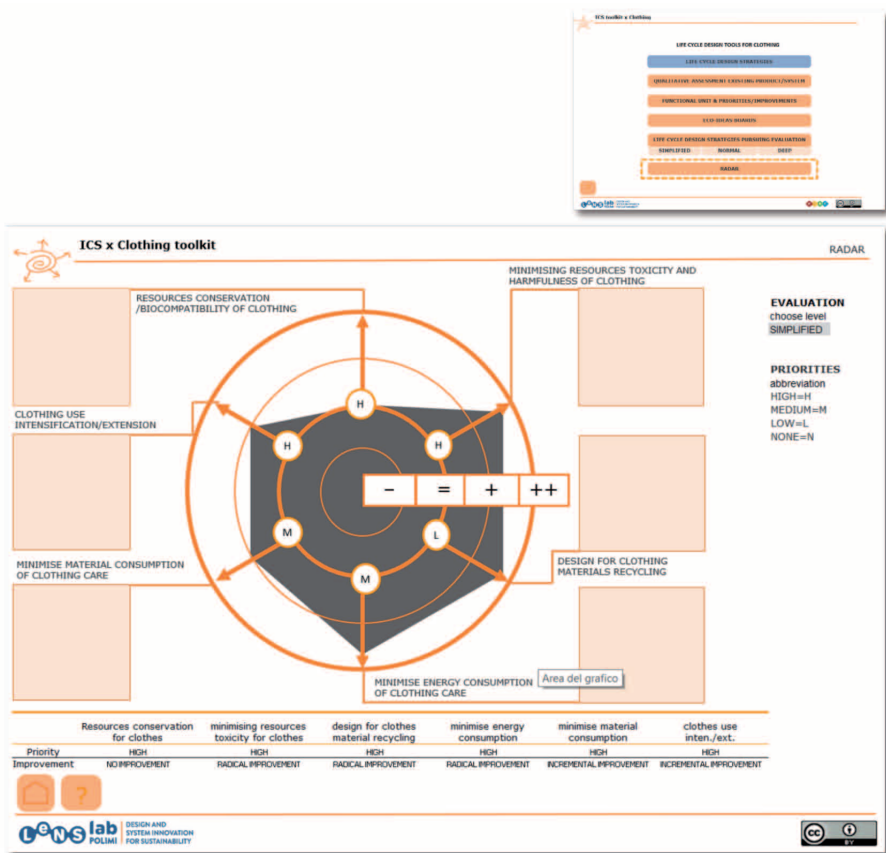 ICS toolkit x Clothing
LIFE CYCLE DESIGN TOOLS FOR CLOTHING
LIFE CYCLE DESIGN STRATEGIES
QUALITATIVE ASSESSMENT EXISTING PRODUCT/SYSTEM
FUNCTIONAL UNIT & PRIORITIES/IMPROVEMENTS
ECO IDEAS BOARDS
LIFE CYCLE DESIGN STRATEGIES PURSUING EVALUATION
SIMPLIFIED NORMAL DEEP
RADAR
ICS x Clothing toolkit
RADAR
MINIMISING RESOURCES TOXICITY AND
HARMFULNESS OF CLOTHING
RESOURCES CONSERVATION
/BIOCOMPATIBILITY OF CLOTHING
EVALUATION
choose level
SIMPLIFIED
PRIORITIES
abbreviation
HIGH=H
MEDIUM=M
LOW=L
NONE=N
CLOTHING USE
INTENSIFICATION/EXTENSION
H
H
H
- = + ++
M
L
M
MINIMISE MATERIAL CONSUMPTION
OF CLOTHING CARE
DESIGN FOR CLOTHING
MATERIALS RECYCLING
MINIMISE ENERGY CONSUMPTION
OF CLOTHING CARE
Area del grafico
Resources conservation minimising resources design for clothes minimise energy minimise material clothes use
for clothes toxicity for clothes material recycling consumption consumption inten./ext.
Priority HIGH HIGH HIGH HIGH HIGH HIGH
Improvement NO IMPROVEMENT RADICAL IMPROVEMENT RADICAL IMPROVEMENT RADICAL IMPROVEMENT INCREMENTAL IMPROVEMENT INCREMENTAL IMPROVEMENT
?
LeNS lab
POLIMI
DESIGN AND
SYSTEM INNOVATION
FOR SUSTAINABILITY
cc
BY